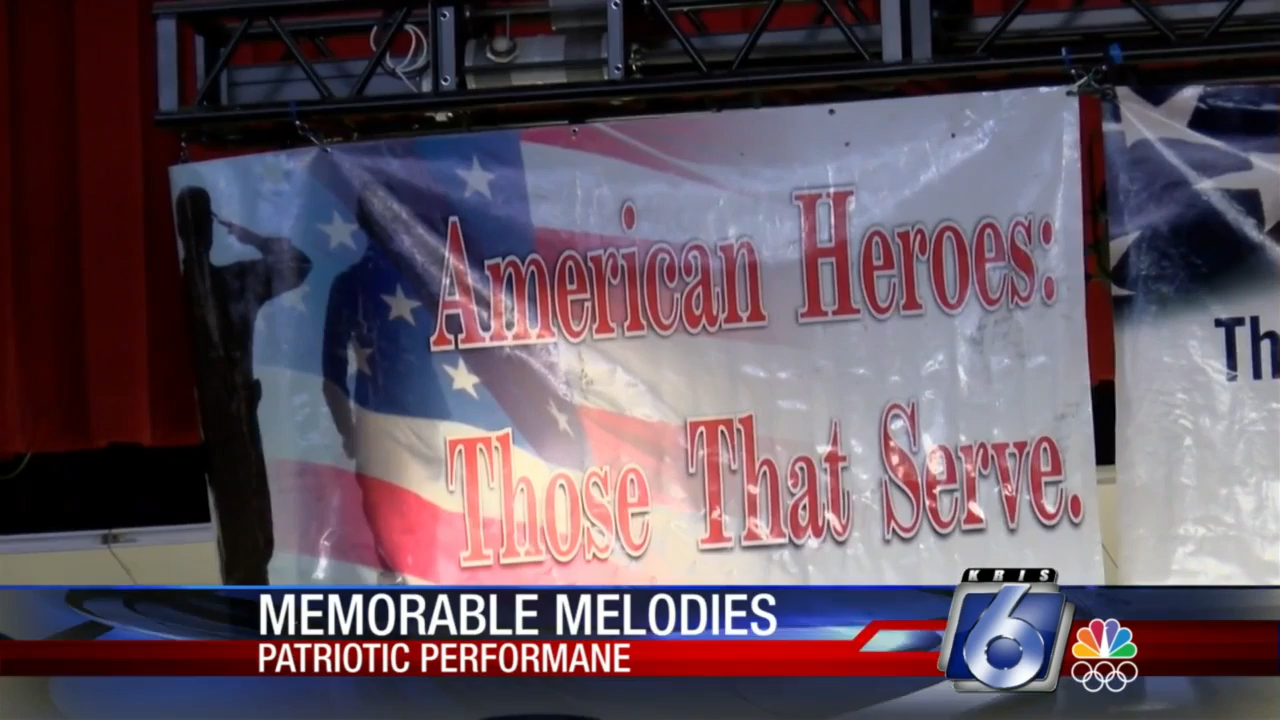 American Heroes:
Those That Serve.
Th
MEMORABLE MELODIES
PATRIOTIC PERFORMANE
KRIS
6